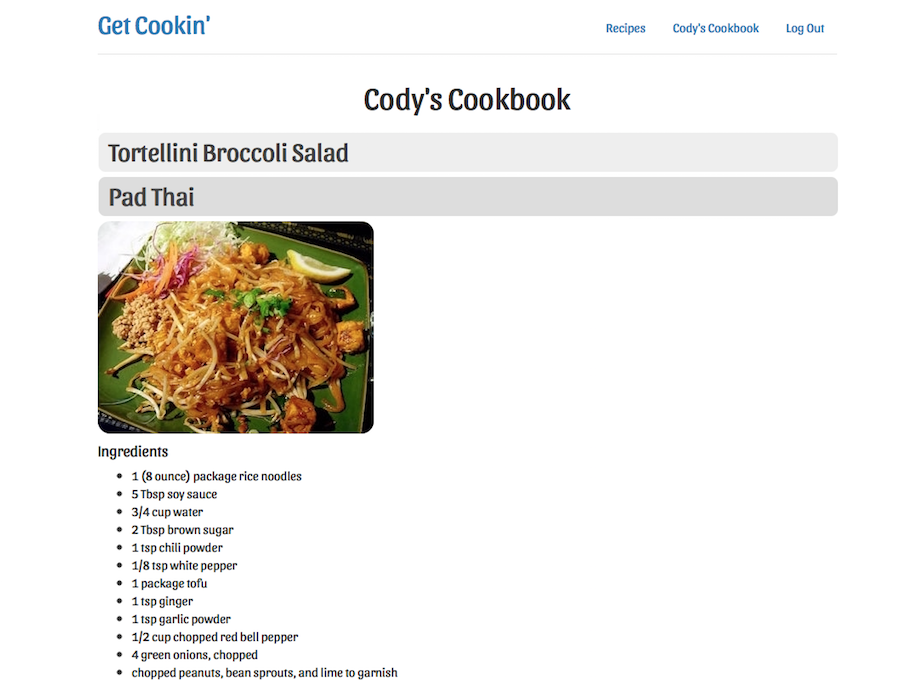 Get Cookin'
Recipes Cody's Cookbook Log Out
Cody's Cookbook
Tortellini Broccoli Salad
Pad Thai
Ingredients
1 (8 ounce) package rice noodles
5 Tbsp soy sauce
3/4 cup water
2 Tbsp brown sugar
1 tsp chili powder
1/8 tsp white pepper
1 package tofu
1 tsp ginger
1 tsp garlic powder
1/2 cup chopped red bell pepper
4 green onions, chopped
chopped peanuts, bean sprouts, and lime to garnish